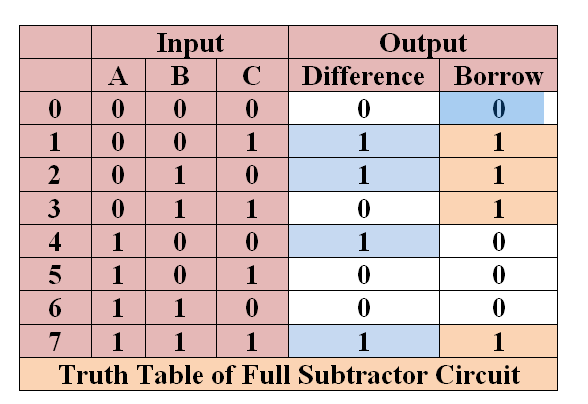 Input Output
A B C Difference Borrow
0 0 0 0 0 0
1 0 0 1 1 1
2 0 1 0 1 1
3 0 1 1 0 1
4 1 0 0 1 0
5 1 0 1 0 0
6 1 1 0 0 0
7 1 1 1 1 1
Truth Table of Full Subtractor Circuit